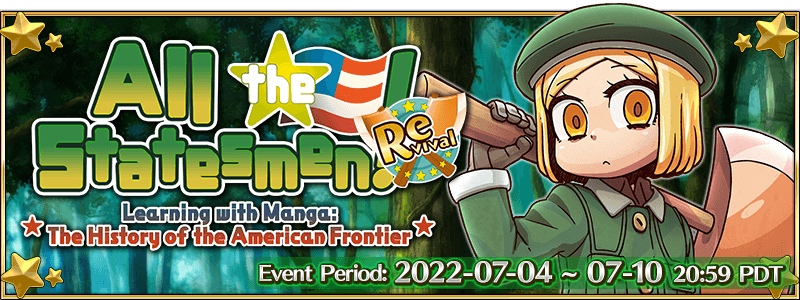 All the
Statesmen!
Revival
Learning with Manga:
The History of the American Frontier
Event Period: 2022-07-04 ~ 07-10 20:59 PDT